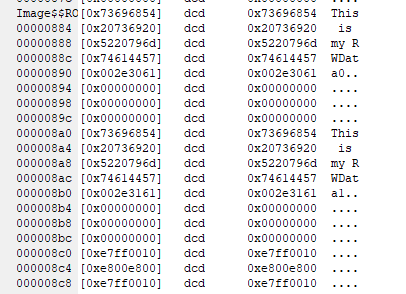 Image$$RO [0x73696854] dcd 0x73696854 This
00000884 [0x20736920] dcd 0x20736920 is
00000888 [0x5220796d] dcd 0x5220796d my R
0000088c [0x74614457] dcd 0x74614457 WDat
00000890 [0x002e3061] dcd 0x002e3061 a0..
00000894 [0x00000000] dcd 0x00000000 ....
00000898 [0x00000000] dcd 0x00000000 ....
0000089c [0x00000000] dcd 0x00000000 ....
000008a0 [0x73696854] dcd 0x73696854 This
000008a4 [0x20736920] dcd 0x20736920 is
000008a8 [0x5220796d] dcd 0x5220796d my R
000008ac [0x74614457] dcd 0x74614457 WDat
000008b0 [0x002e3161] dcd 0x002e3161 a1..
000008b4 [0x00000000] dcd 0x00000000 ....
000008b8 [0x00000000] dcd 0x00000000 ....
000008bc [0x00000000] dcd 0x00000000 ....
000008c0 [0xe7ff0010] dcd 0xe7ff0010 ....
000008c4 [0xe800e800] dcd 0xe800e800 ....
000008c8 [0xe7ff0010] dcd 0xe7ff0010 ....